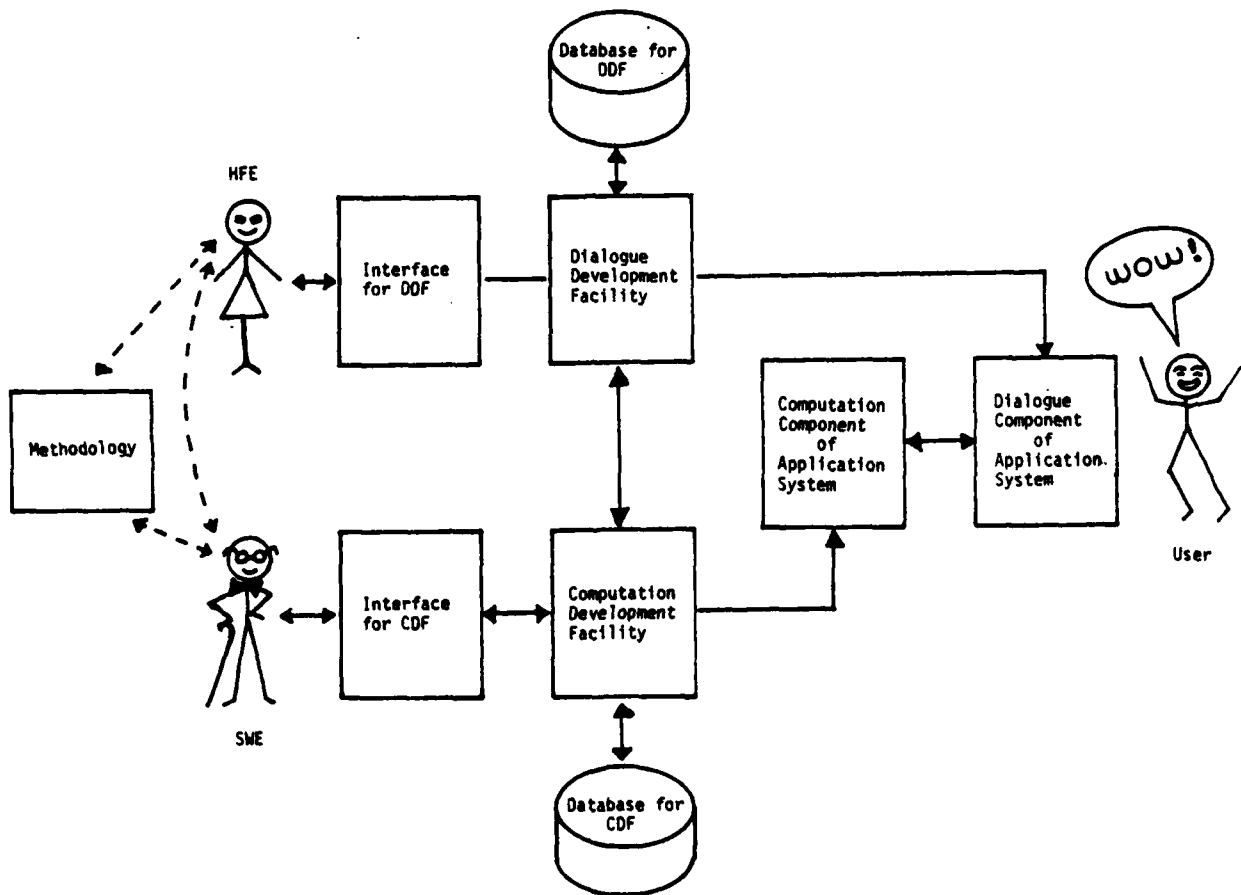 Database for
DDF
HFE
Interface
for DDF
Dialogue
Development
Facility
wow!
Methodology
Computation
Component
of
Application
System
Dialogue
Component
of
Application
System
User
Interface
for CDF
Computation
Development
Facility
SWE
Database for
CDF